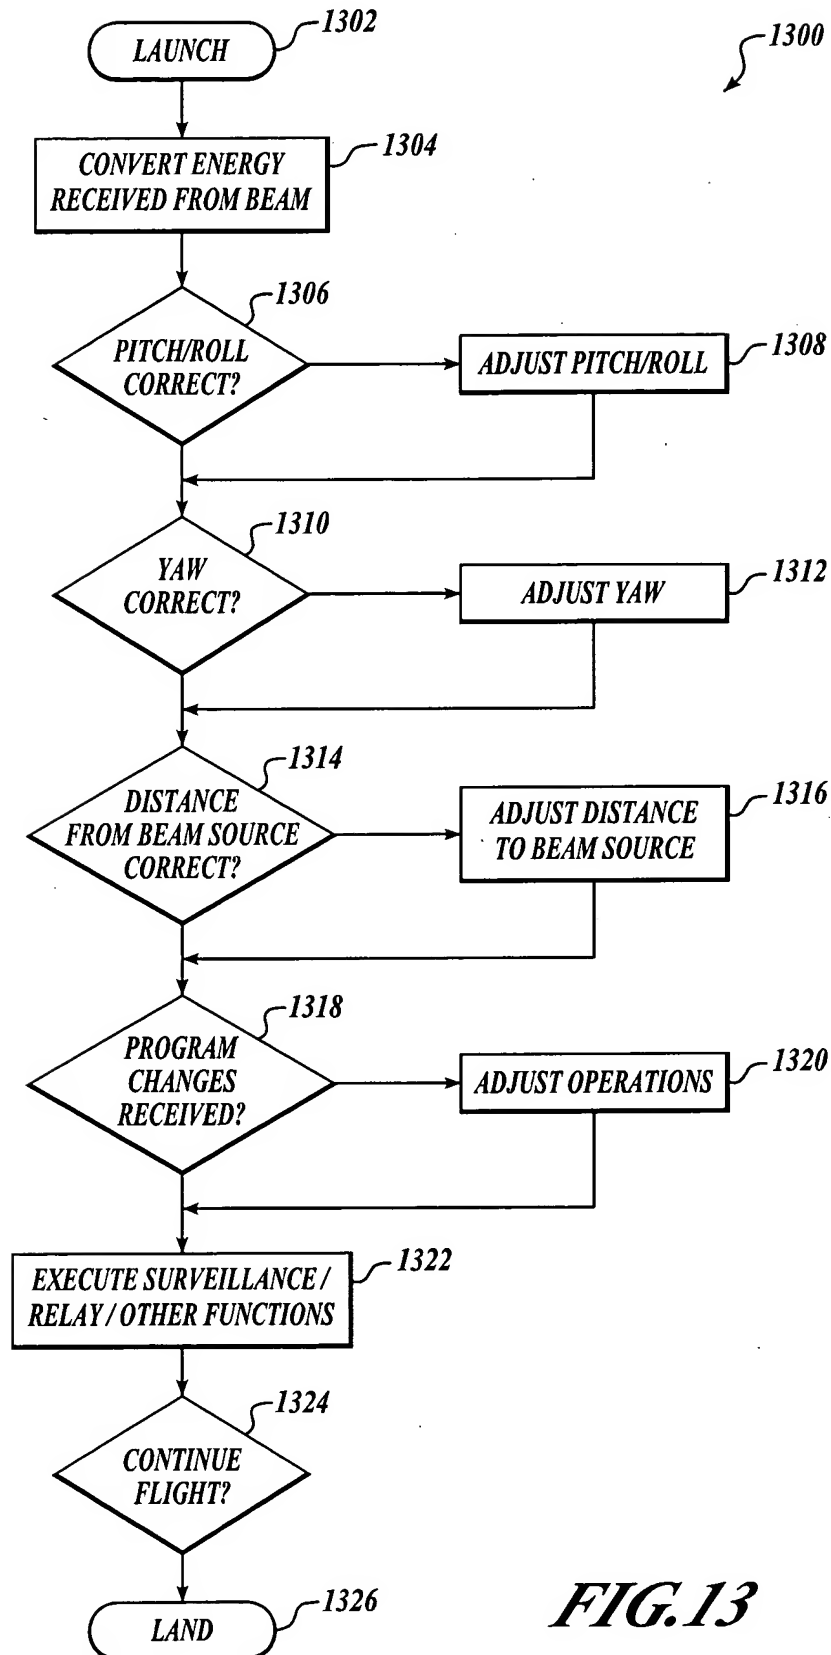 LAUNCH
1302
1300
CONVERT ENERGY
RECEIVED FROM BEAM
1304
PITCH/ROLL
CORRECT?
1306
ADJUST PITCH/ROLL
1308
YAW
CORRECT?
1310
ADJUST YAW
1312
DISTANCE
FROM BEAM SOURCE
CORRECT?
1314
ADJUST DISTANCE
TO BEAM SOURCE
1316
PROGRAM
CHANGES
RECEIVED?
1318
ADJUST OPERATIONS
1320
EXECUTE SURVEILLANCE /
RELAY / OTHER FUNCTIONS
1322
CONTINUE
FLIGHT?
1324
LAND
1326
FIG.13